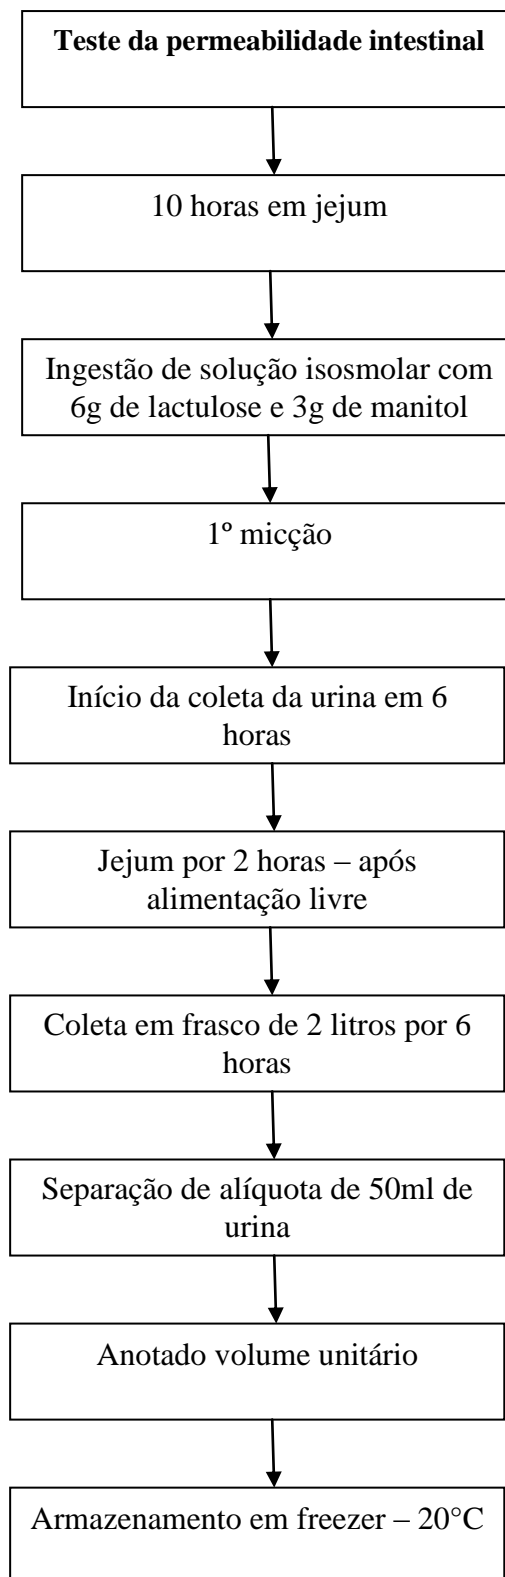 Teste da permeabilidade intestinal
10 horas em jejum
Ingestão de solução isosmolar com
6g de lactulose e 3g de manitol
1º micção
Início da coleta da urina em 6
horas
Jejum por 2 horas – após
alimentação livre
Coleta em frasco de 2 litros por 6
horas
Separação de alíquota de 50ml de
urina
Anotado volume unitário
Armazenamento em freezer – 20°C